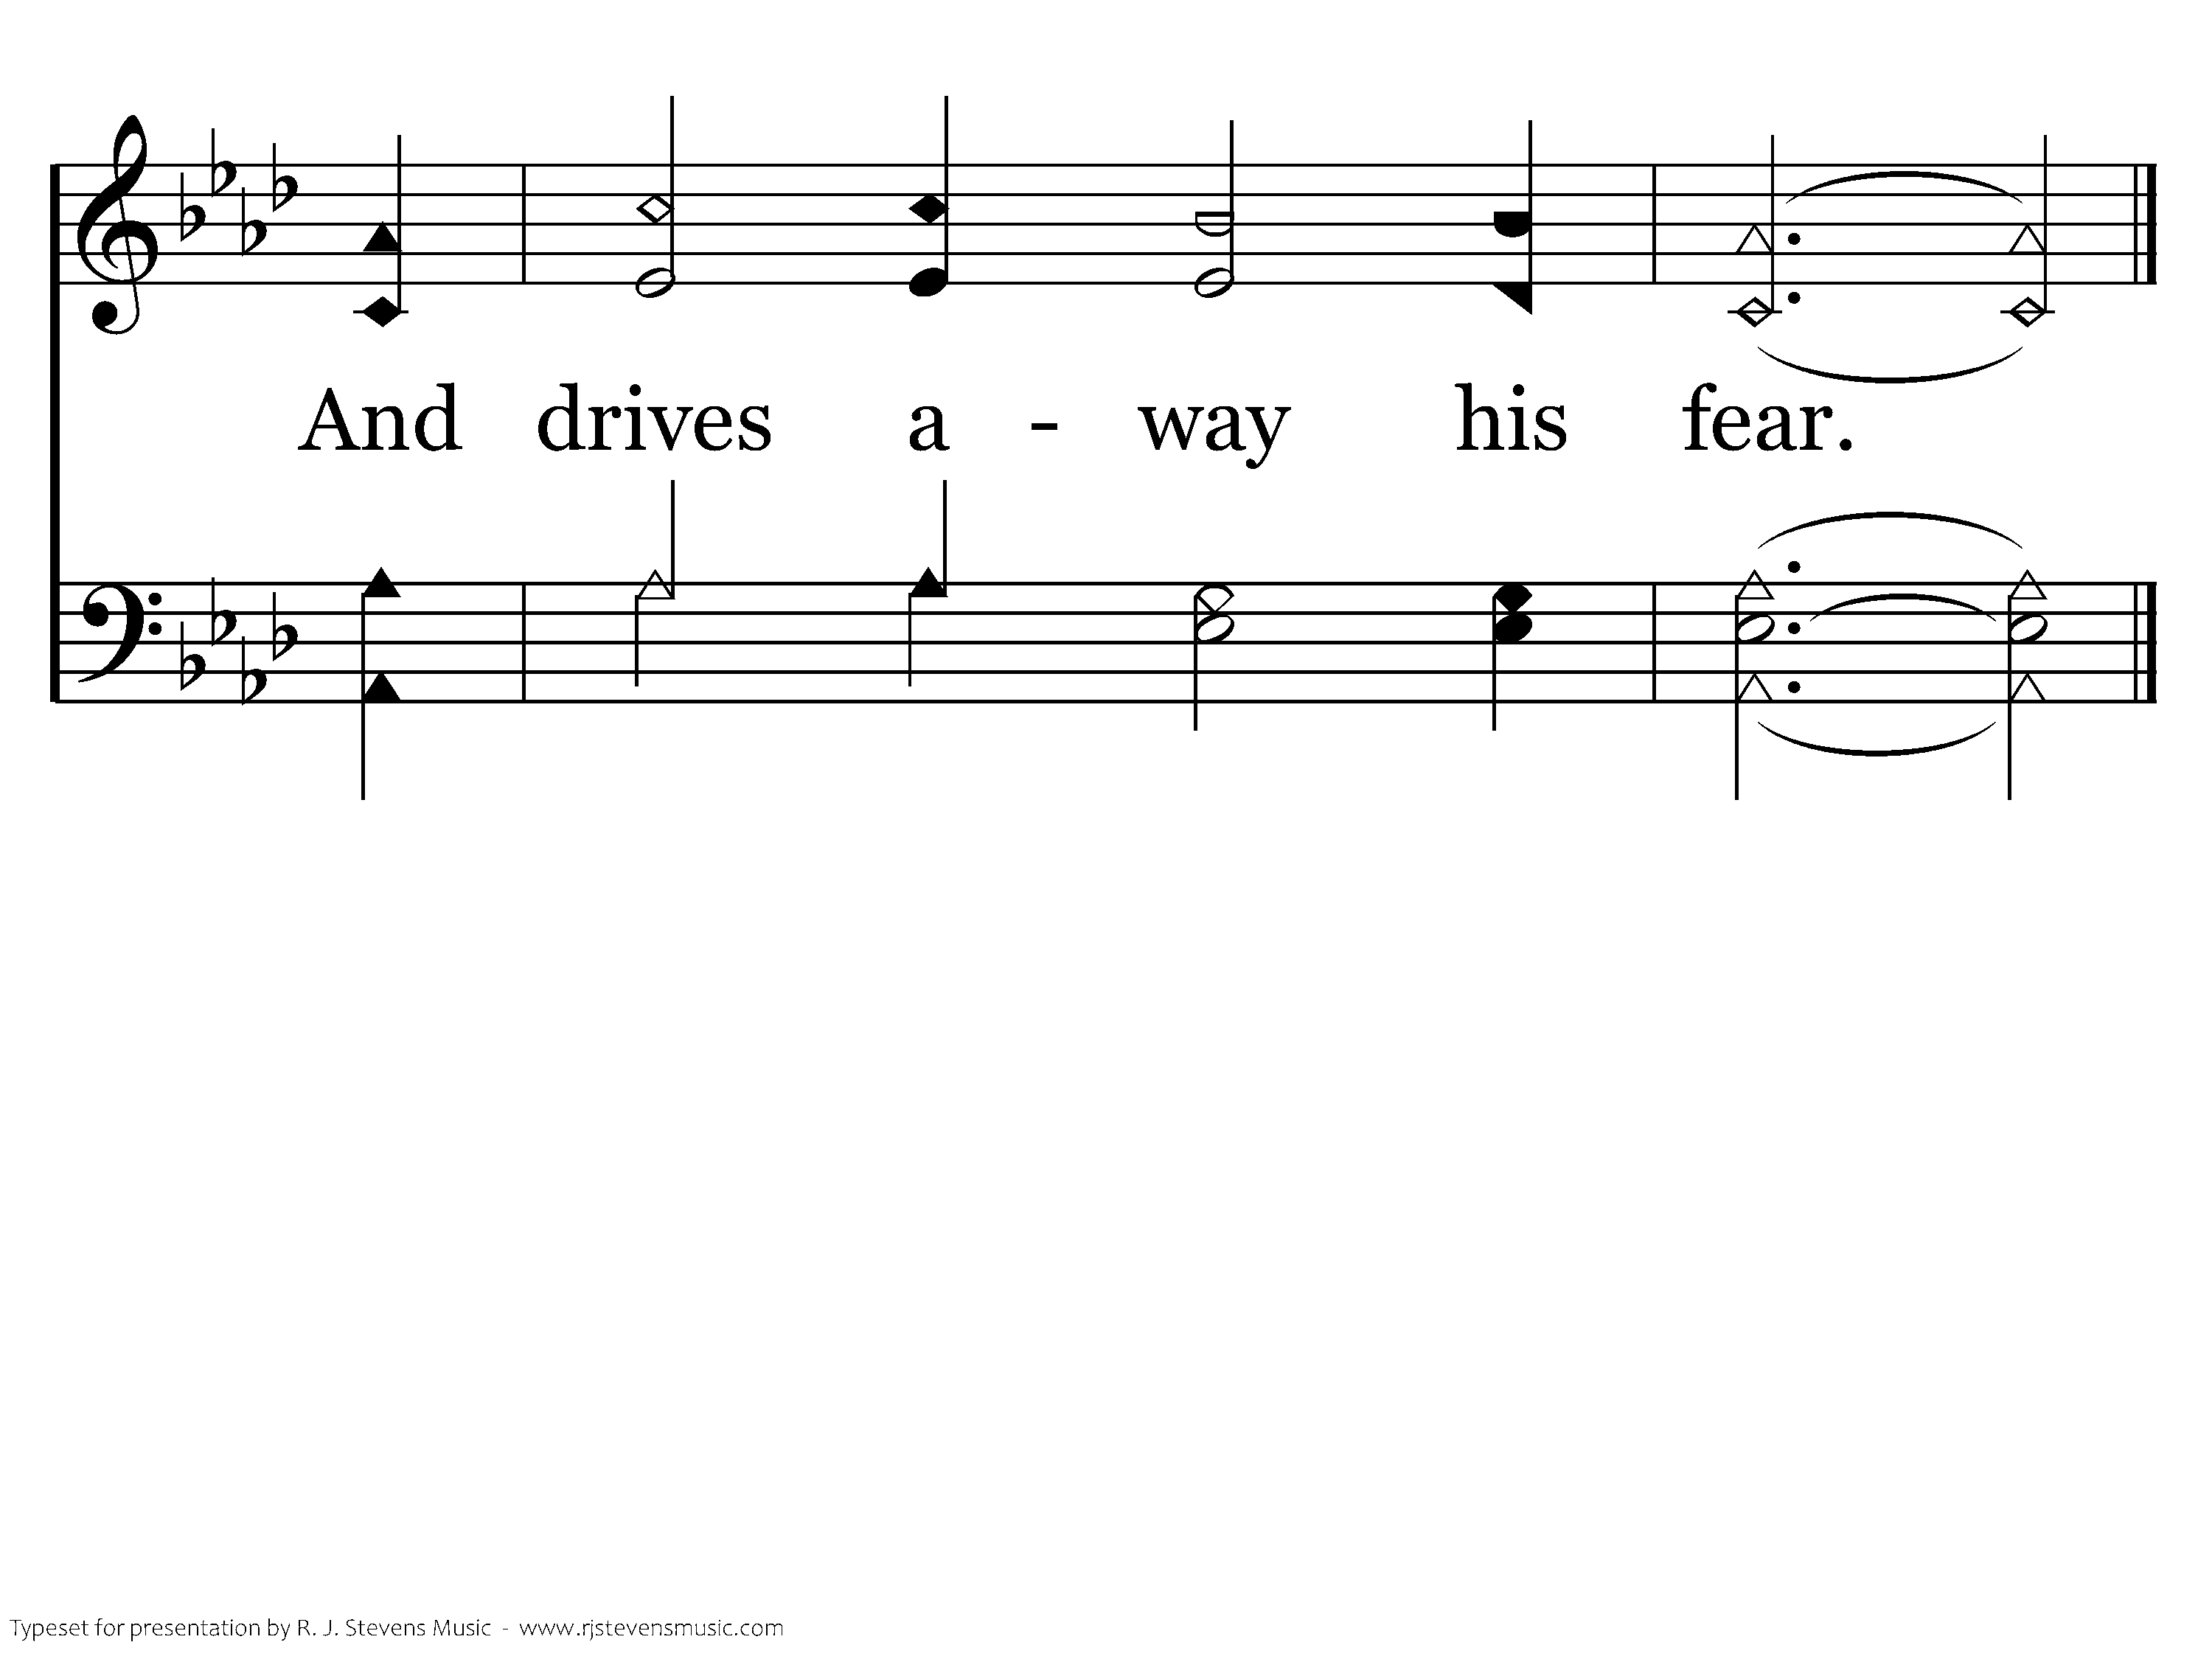 And drives a - way his fear.
Typeset for presentation by R. J. Stevens Music - www.rjstevensmusic.com